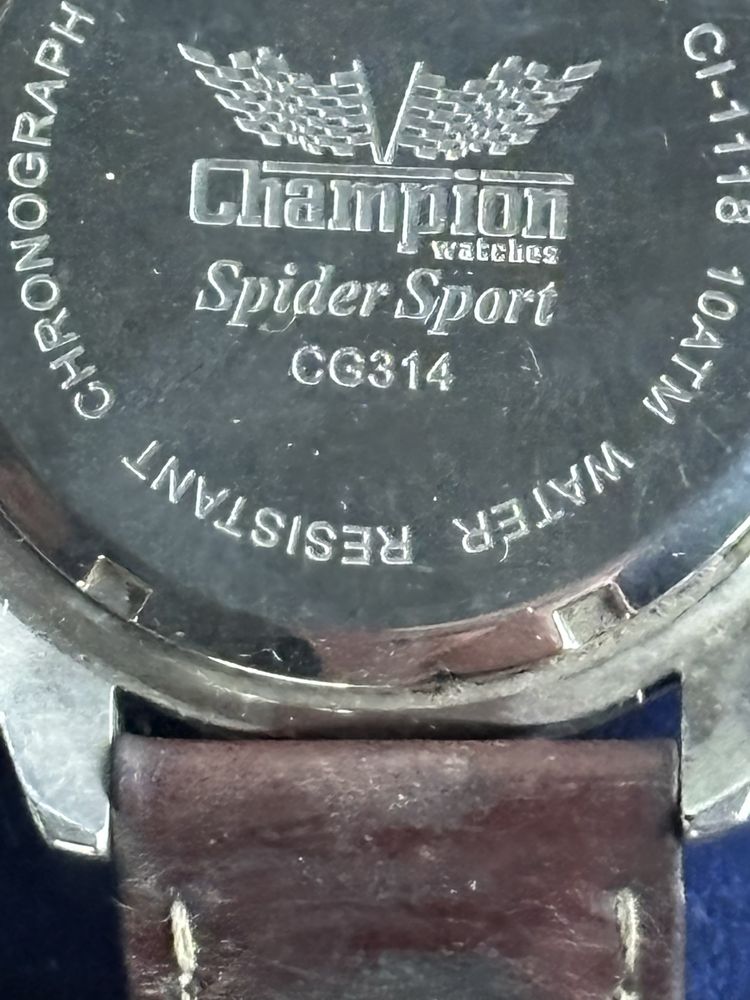 Champion
watches
Spider Sport
CG314
CI-1118 10ATM WATER RESISTANT CHRONOGRAPH